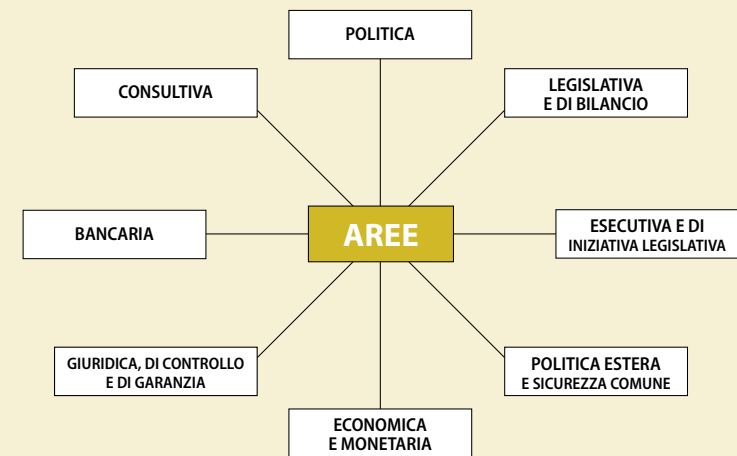 POLITICA
CONSULTIVA
LEGISLATIVA
E DI BILANCIO
BANCARIA
AREE
ESECUTIVA E DI
INIZIATIVA LEGISLATIVA
GIURIDICA, DI CONTROLLO
E DI GARANZIA
POLITICA ESTERA
E SICUREZZA COMUNE
ECONOMICA
E MONETARIA